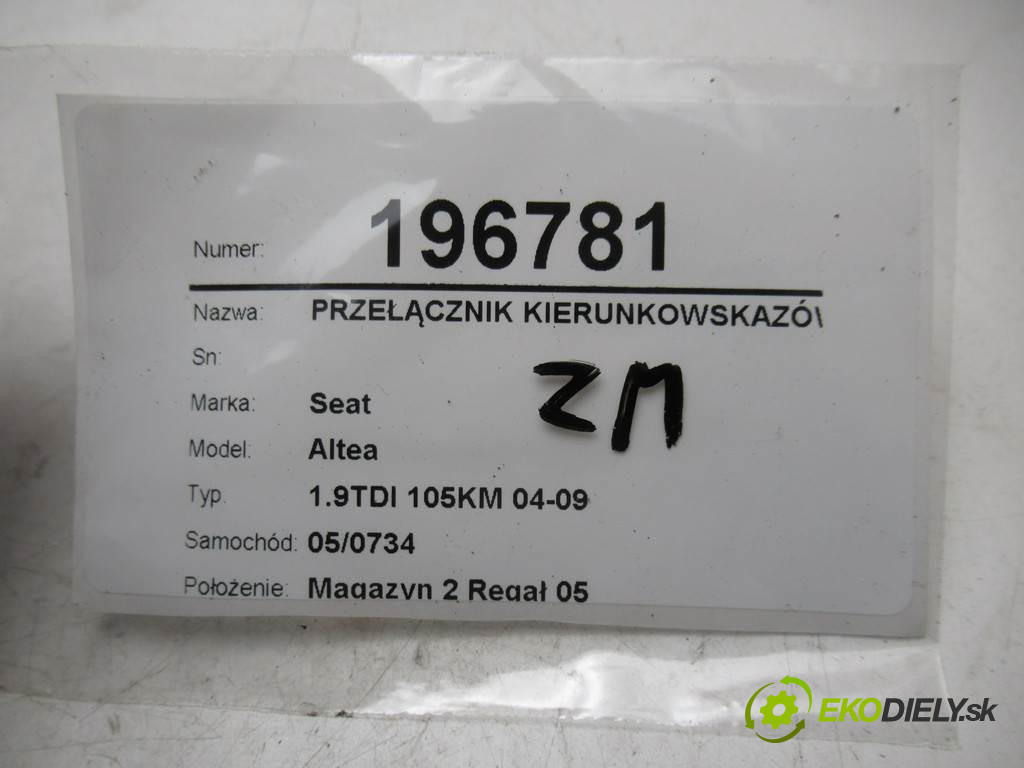 Numer: 196781
Nazwa: PRZEŁĄCZNIK KIERUNKOWSKAZÓ
Sn:
ZM
Marka: Seat
Model: Altea
Typ: 1.9TDI 105KM 04-09
Samochód: 05/0734
Położenie: Magazyn 2 Regał 05
EKODIELY.sk